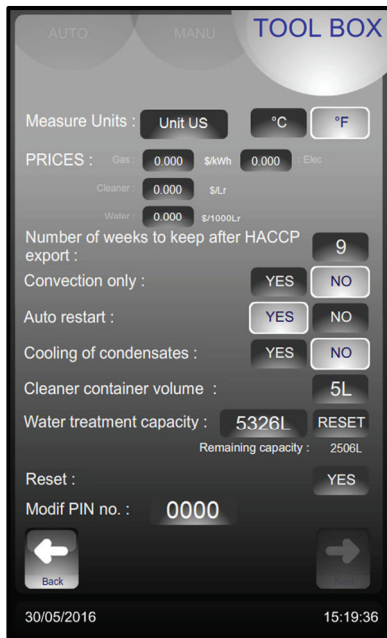 AUTO MANU TOOL BOX
Measure Units : Unit US °C °F
PRICES : Gas : 0.000 $/kWh 0.000 : Elec
Cleaner : 0.000 $/Lr
Water : 0.000 $/1000Lr
Number of weeks to keep after HACCP
export : 9
Convection only : YES NO
Auto restart : YES NO
Cooling of condensates : YES NO
Cleaner container volume : 5L
Water treatment capacity : 5326L RESET
Remaining capacity : 2506L
Reset : YES
Modif PIN no. : 0000
Back Next
30/05/2016 15:19:36